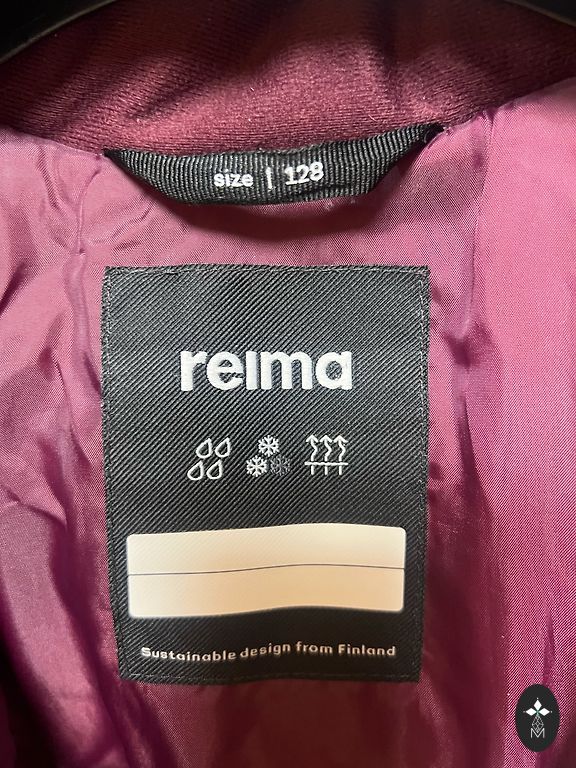 size | 128
reima
Sustainable design from Finland